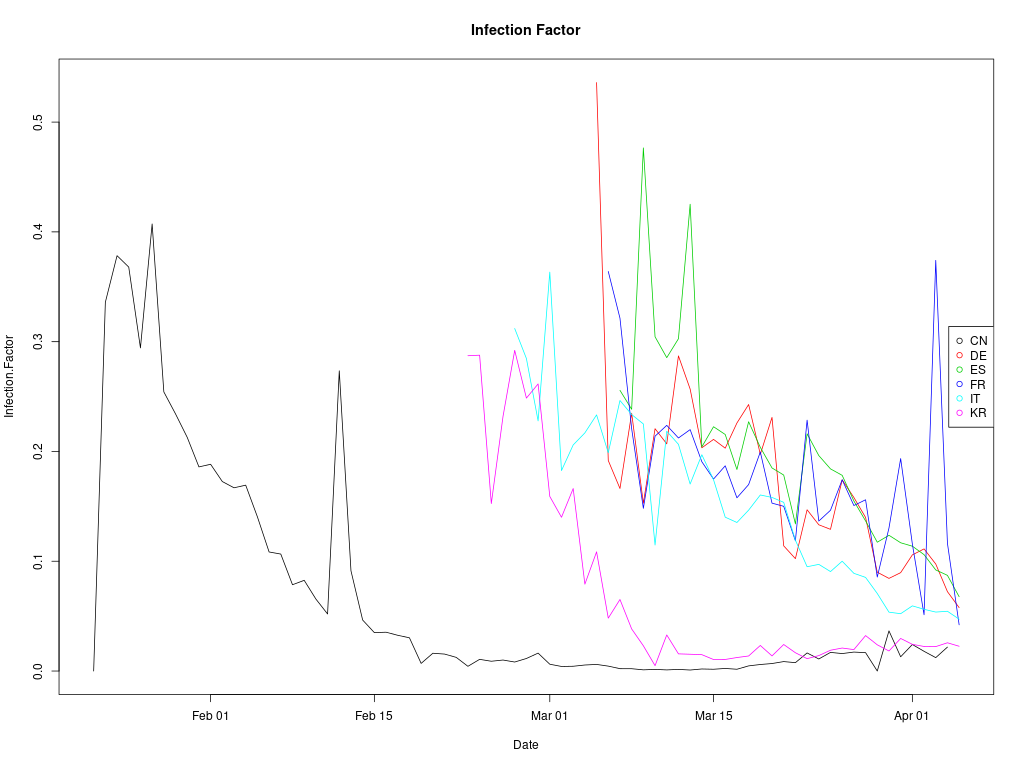 Infection Factor
Infection.Factor
0.5
0.4
0.3
0.2
0.1
0.0
CN
DE
ES
FR
IT
KR
Feb 01 Feb 15 Mar 01 Mar 15 Apr 01
Date